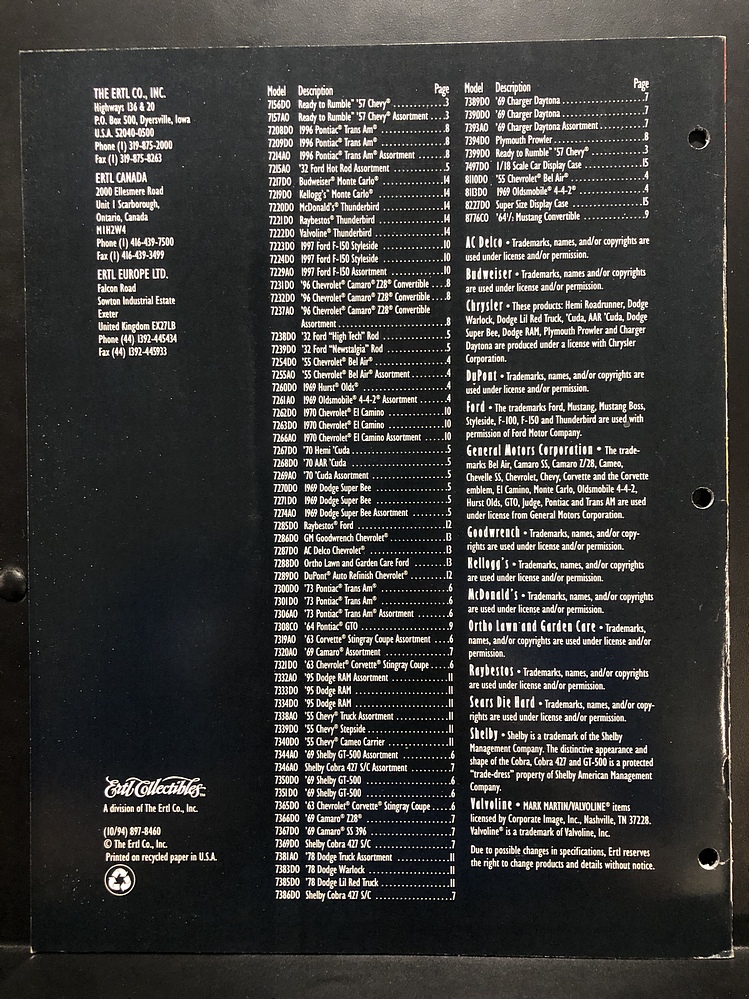 THE ERTL CO., INC.
Highways 136 & 20
P.O. Box 500, Dyersville, Iowa
U.S.A. 52040-0500
Phone (1) 319-875-2000
Fax (1) 319-875-8263
ERTL CANADA
2000 Ellesmere Road
Unit 1 Scarborough,
Ontario, Canada
M1H2W4
Phone (1) 416-439-7500
Fax (1) 416-439-3499
ERTL EUROPE LTD.
Falcon Road
Sowton Industrial Estate
Exeter
United Kingdom EX27LB
Phone (44) 1392-445434
Fax (44) 1392-445933
Ertl Collectibles
A division of The Ertl Co., Inc.
(10/94) 897-8460
© The Ertl Co., Inc.
Printed on recycled paper in U.S.A.
Model Description Page
7156DO Ready to Rumble™ '57 Chevy® 3
7157AO Ready to Rumble™ '57 Chevy® Assortment 3
7208DO 1996 Pontiac® Trans Am® 8
7209DO 1996 Pontiac® Trans Am® 8
7214AO 1996 Pontiac® Trans Am® Assortment 8
7215AO '32 Ford Hot Rod Assortment 5
7217DO Budweiser® Monte Carlo® 14
7219DO Kellogg's™ Monte Carlo® 14
7220DO McDonald's® Thunderbird 14
7221DO Raybestos® Thunderbird 14
7222DO Valvoline® Thunderbird 14
7223DO 1997 Ford F-150 Styleside 10
7224DO 1997 Ford F-150 Styleside 10
7229AO 1997 Ford F-150 Assortment 10
7231DO '96 Chevrolet® Camaro® Z28® Convertible 8
7232DO '96 Chevrolet® Camaro® Z28® Convertible 8
7237AO '96 Chevrolet® Camaro® Z28® Convertible
Assortment 8
7238DO '32 Ford "High Tech" Rod 5
7239DO '32 Ford "Newstalgia" Rod 5
7254DO '55 Chevrolet® Bel Air® 4
7255AO '55 Chevrolet® Bel Air® Assortment 4
7260DO 1969 Hurst® Olds® 4
7261AO 1969 Oldsmobile® 4-4-2® Assortment 4
7262DO 1970 Chevrolet® El Camino 10
7263DO 1970 Chevrolet® El Camino 10
7266AO 1970 Chevrolet® El Camino Assortment 10
7267DO '70 Hemi 'Cuda 5
7268DO '70 AAR 'Cuda 5
7269AO '70 'Cuda Assortment 5
7270DO 1969 Dodge Super Bee 5
7271DO 1969 Dodge Super Bee 5
7274AO 1969 Dodge Super Bee Assortment 5
7285DO Raybestos® Ford 12
7286DO GM Goodwrench Chevrolet® 13
7287DO AC Delco Chevrolet® 13
7288DO Ortho Lawn and Garden Care Ford 13
7289DO DuPont® Auto Refinish Chevrolet® 12
7300DO '73 Pontiac® Trans Am® 6
7301DO '73 Pontiac® Trans Am® 6
7306AO '73 Pontiac® Trans Am® Assortment 6
7308CO '64 Pontiac® GTO 9
7319AO '63 Corvette® Stingray Coupe Assortment 6
7320AO '69 Camaro® Assortment 7
7321DO '63 Chevrolet® Corvette® Stingray Coupe 6
7332AO '95 Dodge RAM Assortment 11
7333DO '95 Dodge RAM 11
7334DO '95 Dodge RAM 11
7338AO '55 Chevy® Truck Assortment 11
7339DO '55 Chevy® Stepside 11
7340DO '55 Chevy® Cameo Carrier 11
7344AO '69 Shelby GT-500 Assortment 6
7346AO Shelby Cobra 427 S/C Assortment 7
7350DO '69 Shelby GT-500 6
7351DO '69 Shelby GT-500 6
7365DO '63 Chevrolet® Corvette® Stingray Coupe 6
7366DO '69 Camaro® Z28® 7
7367DO '69 Camaro® SS 396 7
7369DO Shelby Cobra 427 S/C 7
7381AO '78 Dodge Truck Assortment 11
7383DO '78 Dodge Warlock 11
7385DO '78 Dodge Lil Red Truck 11
7386DO Shelby Cobra 427 S/C 7
Model Description Page
7389DO '69 Charger Daytona 7
7390DO '69 Charger Daytona 7
7393AO '69 Charger Daytona Assortment 7
7394DO Plymouth Prowler 8
7399DO Ready to Rumble™ '57 Chevy® 3
7497DO 1/18 Scale Car Display Case 15
8110DO '55 Chevrolet® Bel Air® 4
8113DO 1969 Oldsmobile® 4-4-2® 4
8227DO Super Size Display Case 15
8776CO '64½ Mustang Convertible 9
AC Delco • Trademarks, names, and/or copyrights are
used under license and/or permission.
Budweiser • Trademarks, names and/or copyrights
are used under license and/or permission.
Chrysler • These products: Hemi Roadrunner, Dodge
Warlock, Dodge Lil Red Truck, 'Cuda, AAR 'Cuda, Dodge
Super Bee, Dodge RAM, Plymouth Prowler and Charger
Daytona are produced under a license with Chrysler
Corporation.
DuPont • Trademarks, names, and/or copyrights are
used under license and/or permission.
Ford • The trademarks Ford, Mustang, Mustang Boss,
Styleside, F-100, F-150 and Thunderbird are used with
permission of Ford Motor Company.
General Motors Corporation • The trade-
marks Bel Air, Camaro SS, Camaro Z/28, Cameo,
Chevelle SS, Chevrolet, Chevy, Corvette and the Corvette
emblem, El Camino, Monte Carlo, Oldsmobile 4-4-2,
Hurst Olds, GTO, Judge, Pontiac and Trans AM are used
under license from General Motors Corporation.
Goodwrench • Trademarks, names, and/or copy-
rights are used under license and/or permission.
Kellogg's • Trademarks, names, and/or copyrights
are used under license and/or permission.
McDonald's • Trademarks, names, and/or copyrights
are used under license and/or permission.
Ortho Lawn and Garden Care • Trademarks,
names, and/or copyrights are used under license and/or
permission.
Raybestos • Trademarks, names, and/or copyrights
are used under license and/or permission.
Sears Die Hard • Trademarks, names, and/or copy-
rights are used under license and/or permission.
Shelby • Shelby is a trademark of the Shelby
Management Company. The distinctive appearance and
shape of the Cobra, Cobra 427 and GT-500 is a protected
"trade-dress" property of Shelby American Management
Company.
Valvoline • MARK MARTIN/VALVOLINE® items
licensed by Corporate Image, Inc., Nashville, TN 37228.
Valvoline® is a trademark of Valvoline, Inc.
Due to possible changes in specifications, Ertl reserves
the right to change products and details without notice.